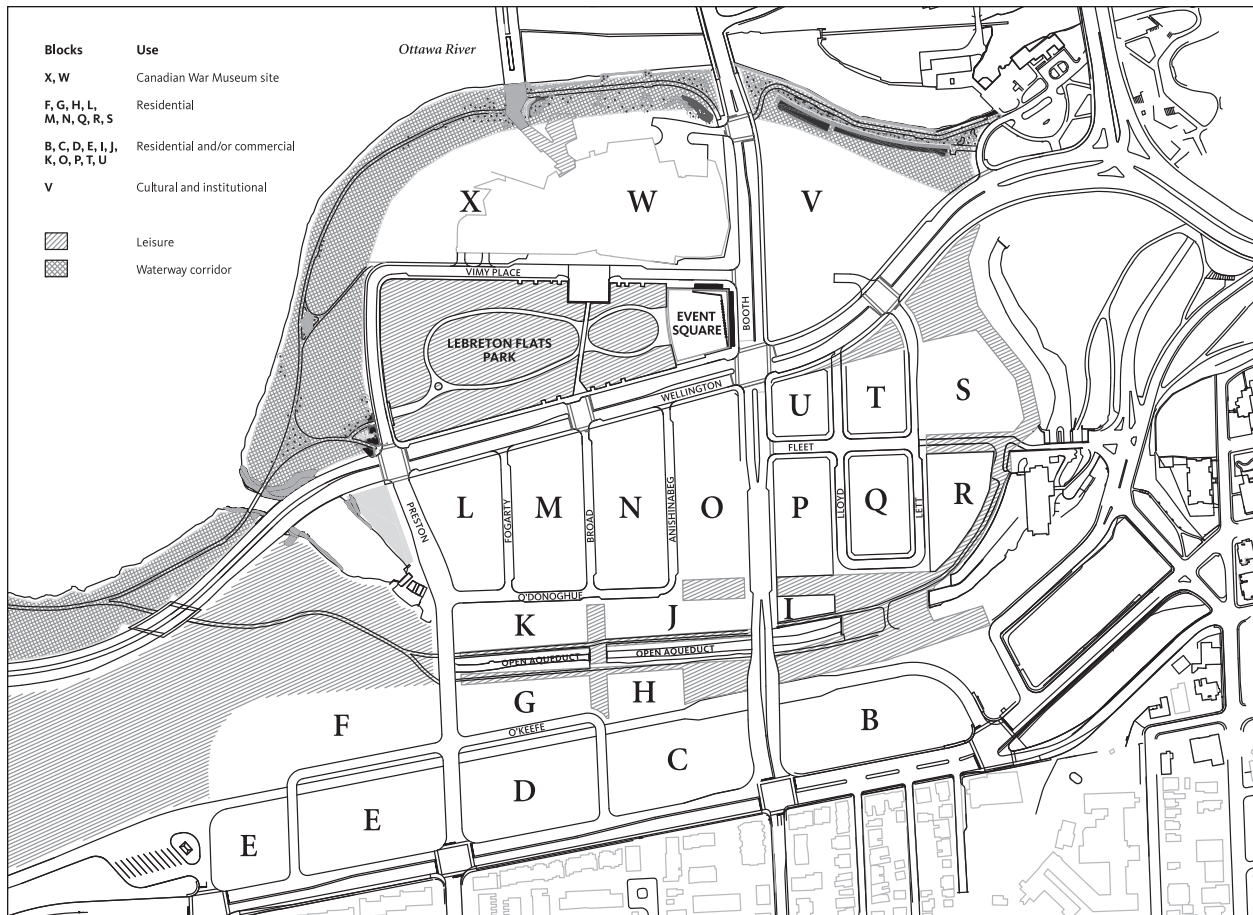 Blocks Use
Ottawa River
X, W Canadian War Museum site
F, G, H, L, Residential
M, N, Q, R, S
B, C, D, E, I, J, Residential and/or commercial
K, O, P, T, U
V Cultural and institutional
Leisure
Waterway corridor
X
W
V
VIMY PLACE
EVENT
SQUARE
BOOTH
LEBRETON FLATS
PARK
WELLINGTON
U
T
S
FLEET
L
M
N
O
P
Q
R
PRESTON
FOGARTY
BROAD
ANISHINABEG
LLOYD
LETT
O'DONOGHUE
K
J
I
OPEN AQUEDUCT
OPEN AQUEDUCT
F
G
H
B
O'KEEFE
C
D
E
E